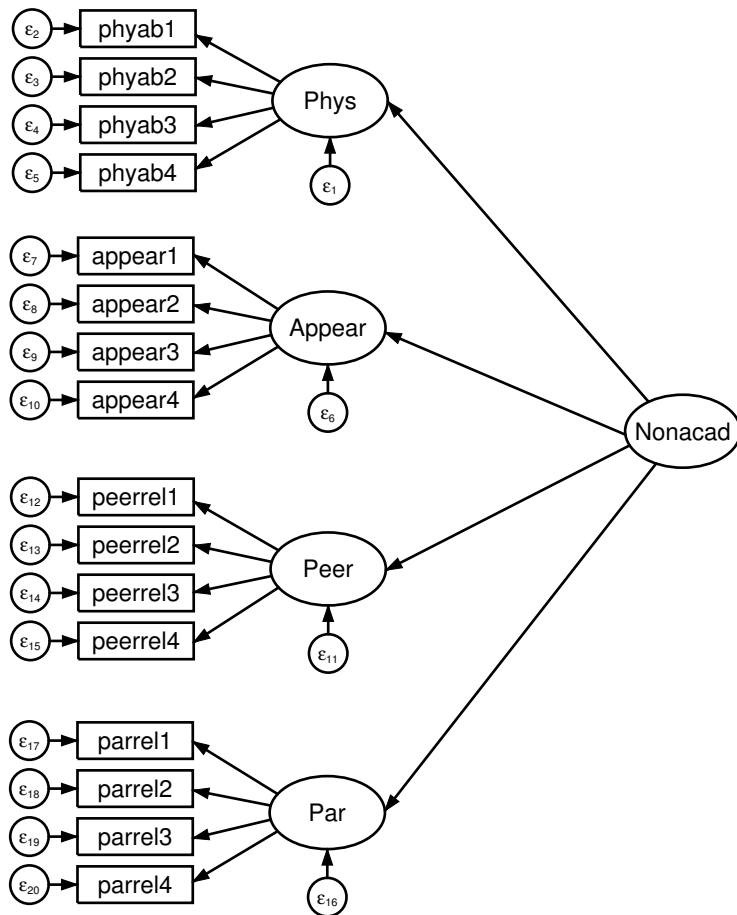 ε2 phyab1
ε3 phyab2
Phys
ε4 phyab3
ε5 phyab4
ε1
ε7 appear1
ε8 appear2
Appear
ε9 appear3
ε10 appear4
ε6
Nonacad
ε12 peerrel1
ε13 peerrel2
Peer
ε14 peerrel3
ε15 peerrel4
ε11
ε17 parrel1
ε18 parrel2
Par
ε19 parrel3
ε20 parrel4
ε16